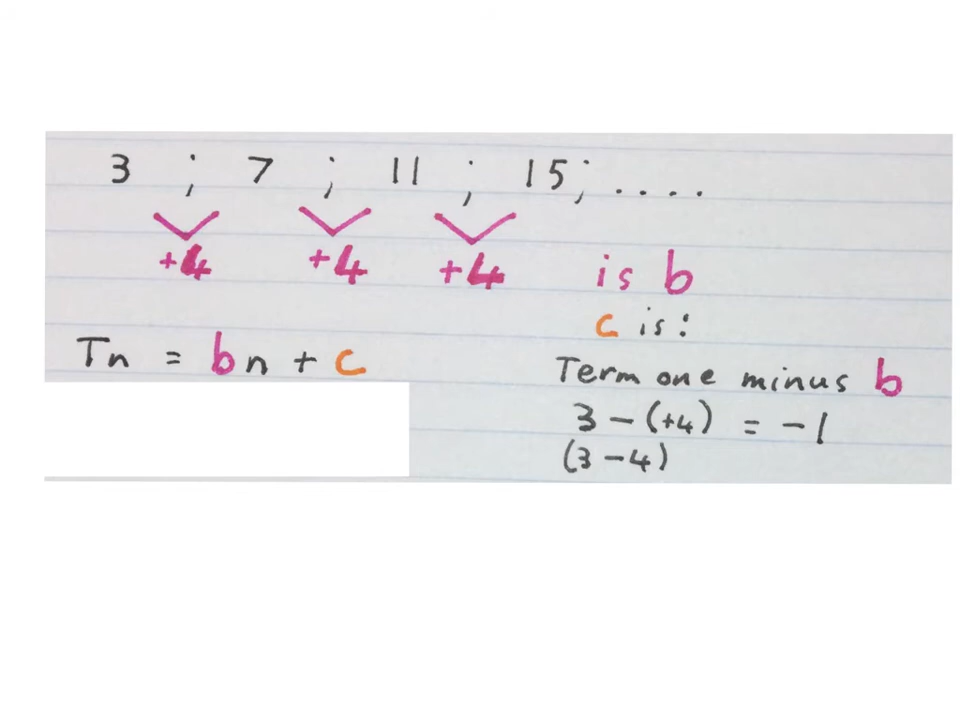 3 ; 7 ; 11 ; 15; ....
+4 +4 +4 is b
c is:
Tn = bn + c
Term one minus b
3 - (+4) = -1
(3 - 4)